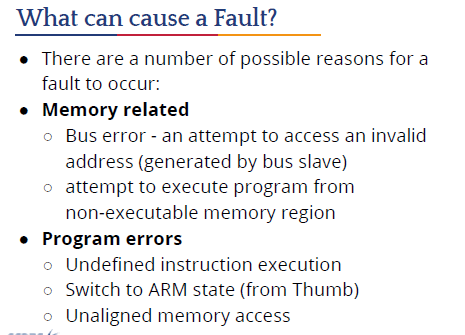 What can cause a Fault?
● There are a number of possible reasons for a
fault to occur:
● Memory related
○ Bus error - an attempt to access an invalid
address (generated by bus slave)
○ attempt to execute program from
non-executable memory region
● Program errors
○ Undefined instruction execution
○ Switch to ARM state (from Thumb)
○ Unaligned memory access